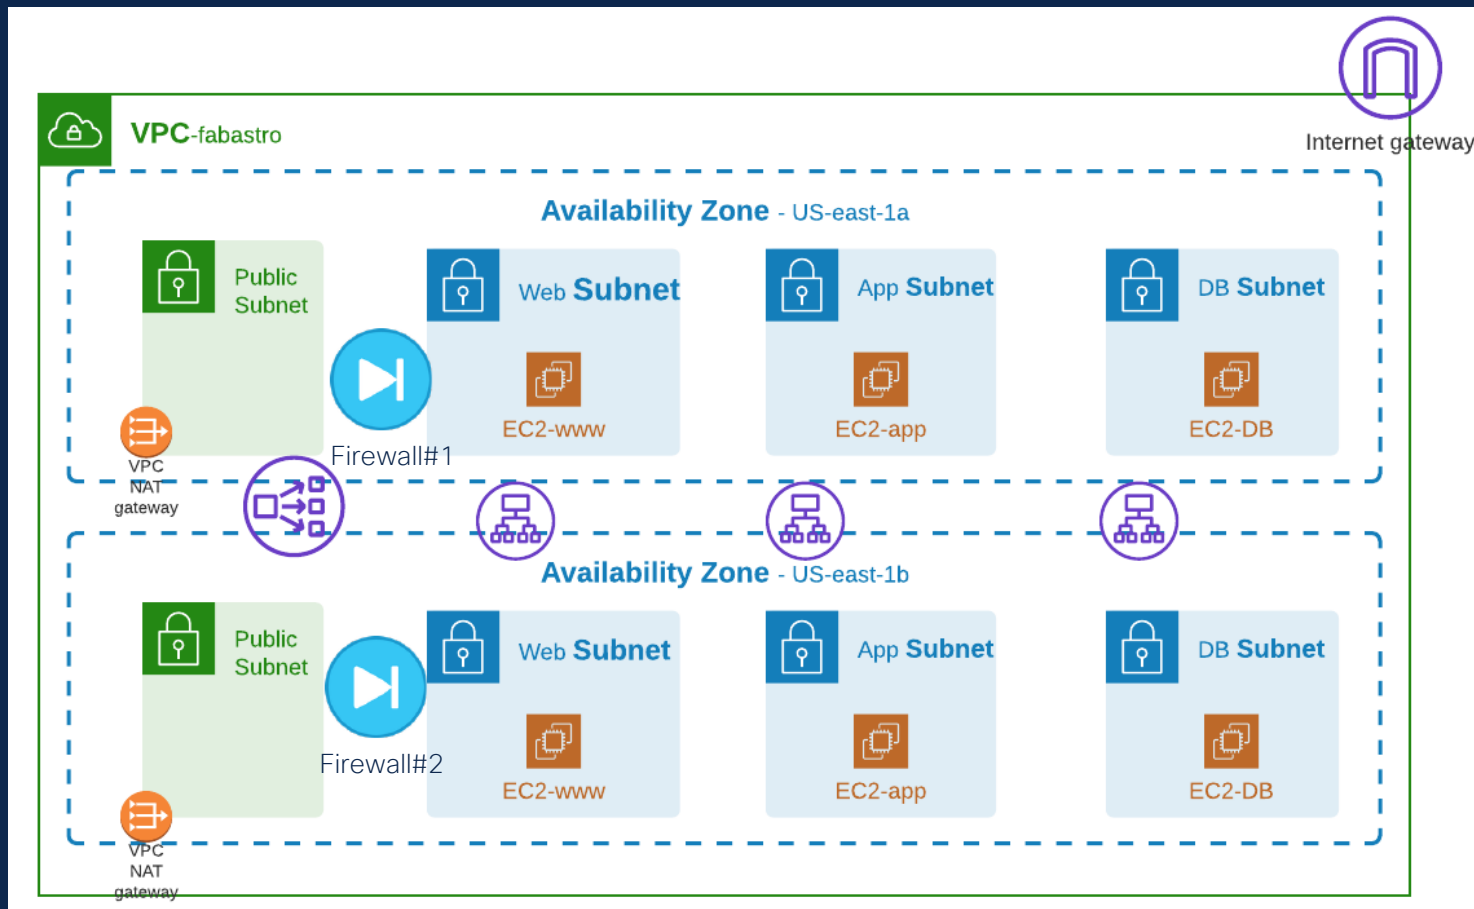 Internet gateway
VPC-fabastro
Availability Zone - US-east-1a
Public
Subnet
Web Subnet
App Subnet
DB Subnet
EC2-www
EC2-app
EC2-DB
Firewall#1
VPC
NAT
gateway
Availability Zone - US-east-1b
Public
Subnet
Web Subnet
App Subnet
DB Subnet
EC2-www
EC2-app
EC2-DB
Firewall#2
VPC
NAT
gateway